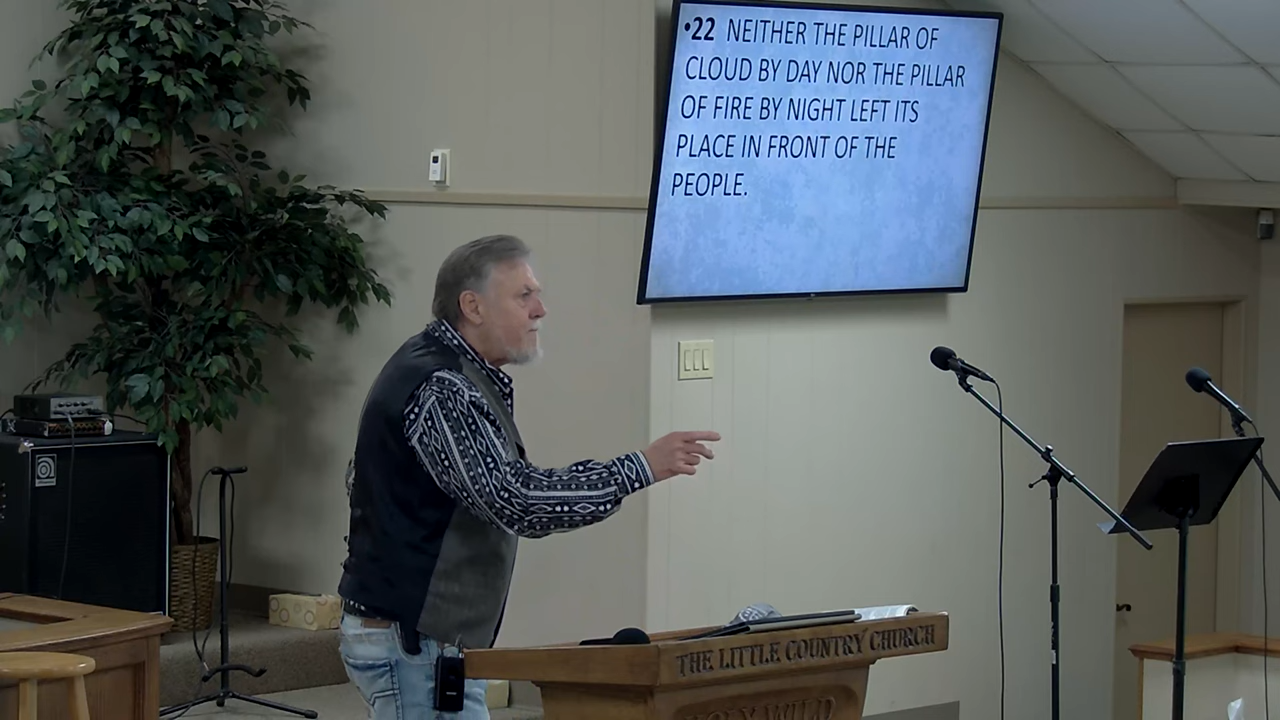 •22 NEITHER THE PILLAR OF
CLOUD BY DAY NOR THE PILLAR
OF FIRE BY NIGHT LEFT ITS
PLACE IN FRONT OF THE
PEOPLE.
THE LITTLE COUNTRY CHURCH
WILD